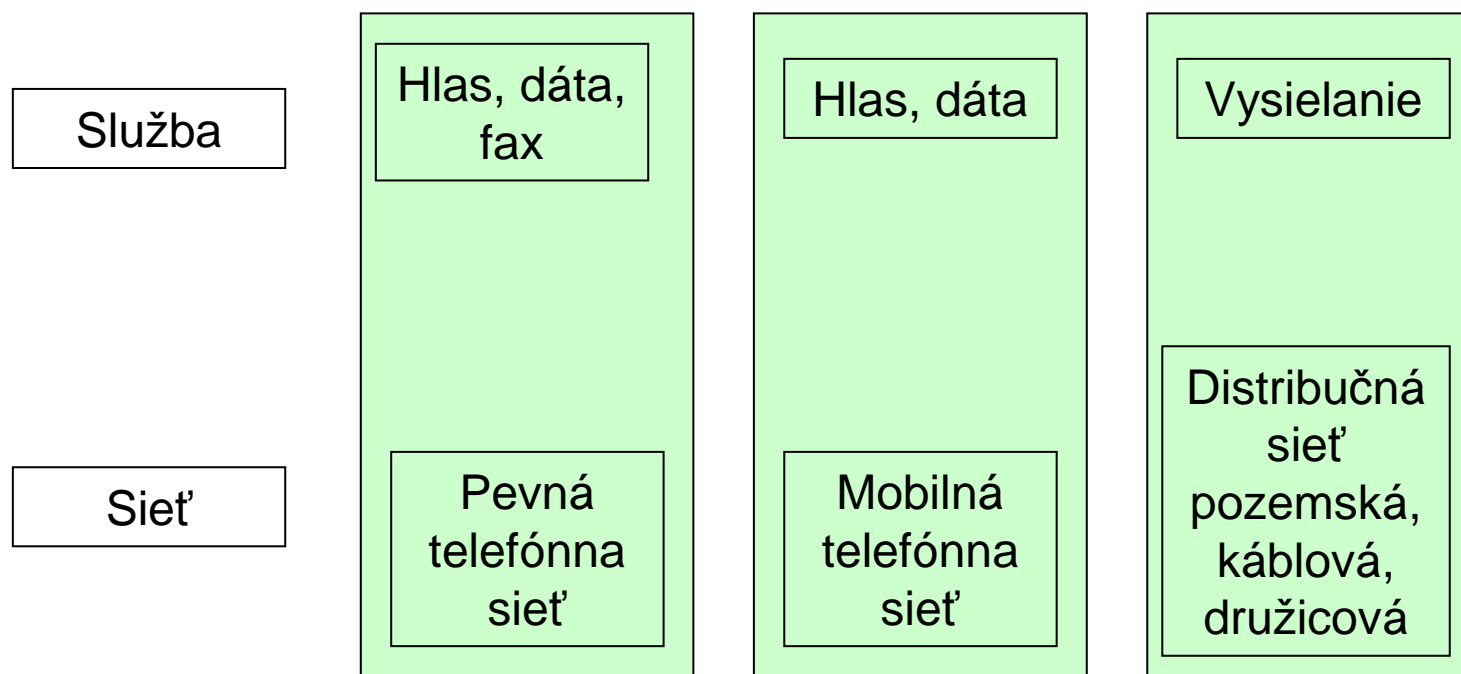 Služba
Hlas, dáta,
fax
Hlas, dáta
Vysielanie
Sieť
Pevná
telefónna
sieť
Mobilná
telefónna
sieť
Distribučná
sieť
pozemská,
káblová,
družicová